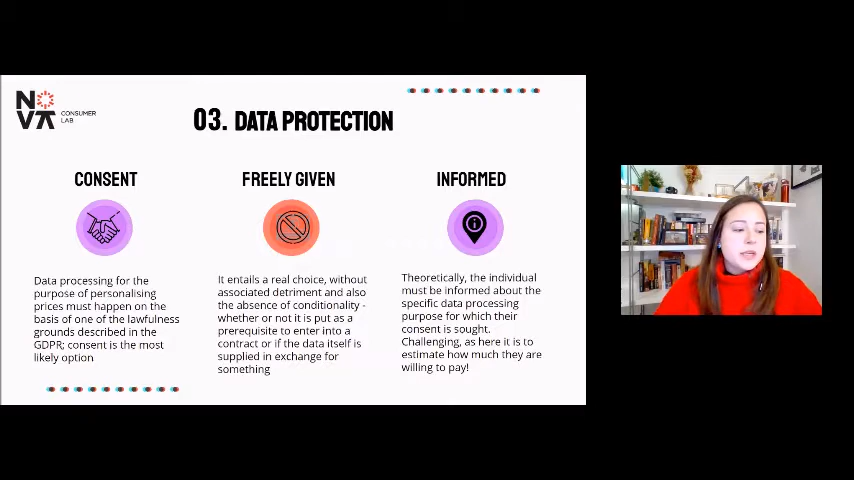 NOVA
CONSUMER
LAB
03. DATA PROTECTION
CONSENT
Data processing for the
purpose of personalising
prices must happen on the
basis of one of the lawfulness
grounds described in the
GDPR; consent is the most
likely option
FREELY GIVEN
It entails a real choice, without
associated detriment and also
the absence of conditionality -
whether or not it is put as a
prerequisite to enter into a
contract or if the data itself is
supplied in exchange for
something
INFORMED
Theoretically, the individual
must be informed about the
specific data processing
purpose for which their
consent is sought.
Challenging, as here it is to
estimate how much they are
willing to pay!